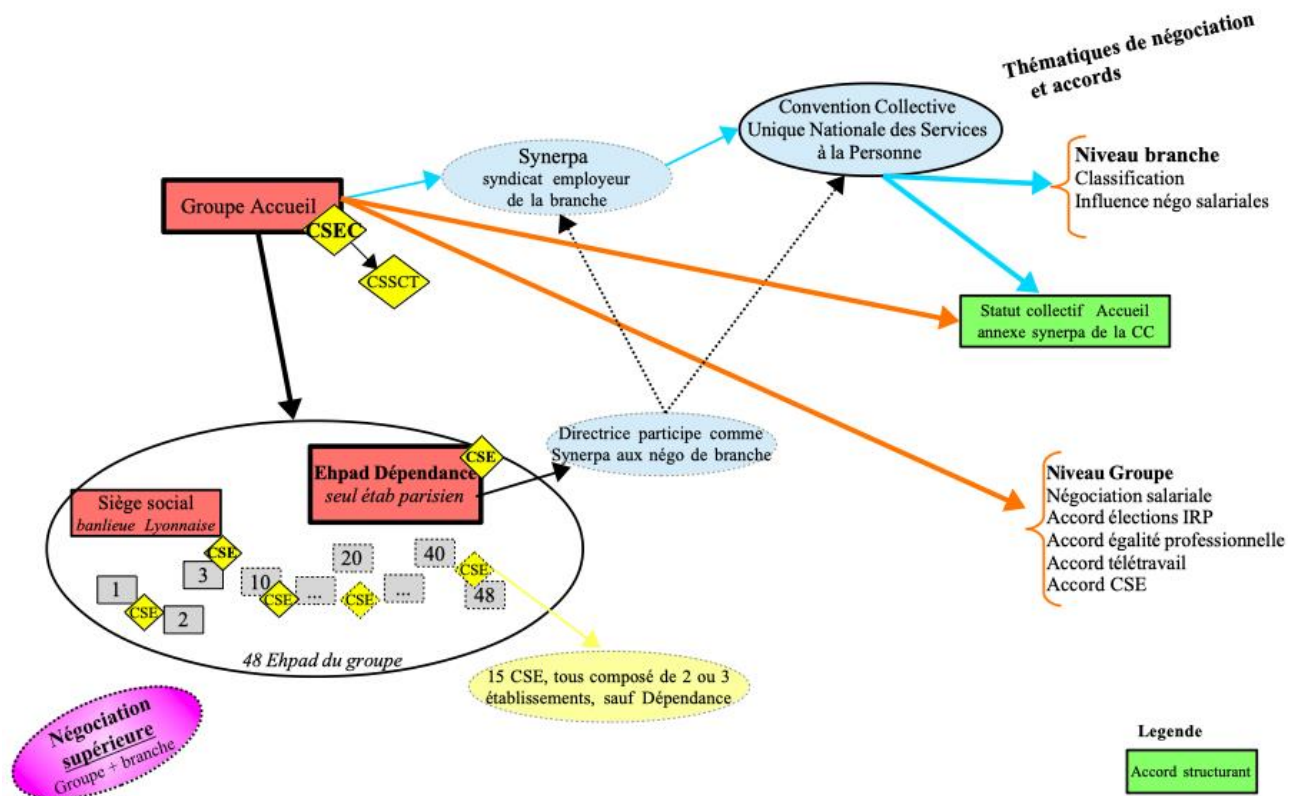 Thématiques de négociation
et accords
Convention Collective
Unique Nationale des Services
à la Personne
Synerpa
syndicat employeur
de la branche
Niveau branche
Classification
Influence négo salariales
Groupe Accueil
CSEC
CSSCT
Statut collectif Accueil
annexe synerpa de la CC
Directrice participe comme
Synerpa aux négo de branche
CSE
Ehpad Dépendance
seul étab parisien
Siège social
banlieue Lyonnaise
Niveau Groupe
Négociation salariale
Accord élections IRP
Accord égalité professionnelle
Accord télétravail
Accord CSE
1
CSE
2
3
CSE
10
CSE
...
20
CSE
...
40
CSE
48
48 Ehpad du groupe
15 CSE, tous composé de 2 ou 3
établissements, sauf Dépendance
Négociation
supérieure
Groupe + branche
Legende
Accord structurant